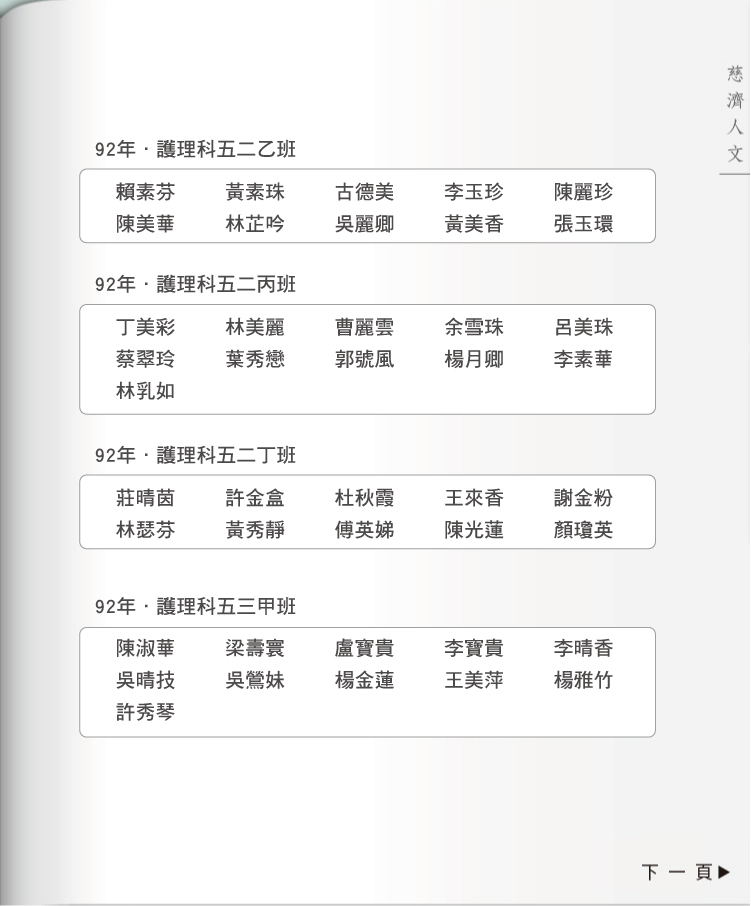 慈濟人文
92年．護理科五二乙班
賴素芬 黃素珠 古德美 李玉珍 陳麗珍
陳美華 林芷吟 吳麗卿 黃美香 張玉環
92年．護理科五二丙班
丁美彩 林美麗 曹麗雲 余雪珠 呂美珠
蔡翠玲 葉秀戀 郭號風 楊月卿 李素華
林乳如
92年．護理科五二丁班
莊晴茵 許金盒 杜秋霞 王來香 謝金粉
林瑟芬 黃秀靜 傅英娣 陳光蓮 顏瓊英
92年．護理科五三甲班
陳淑華 梁壽寰 盧寶貴 李寶貴 李晴香
吳晴技 吳鶯妹 楊金蓮 王美萍 楊雅竹
許秀琴
下一頁▶